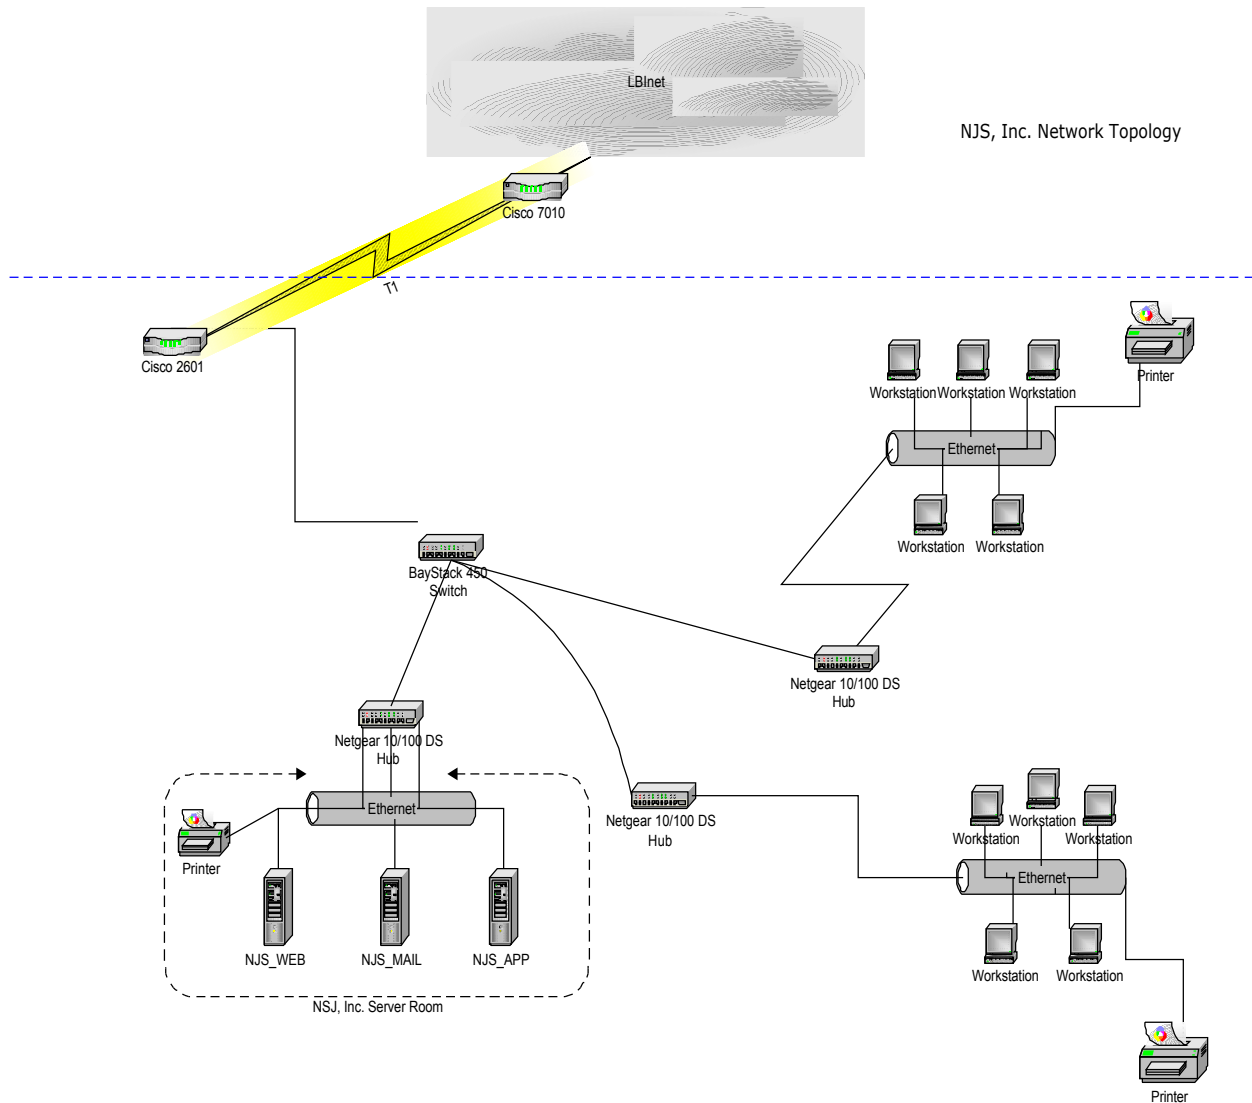 LBInet
NJS, Inc. Network Topology
Cisco 7010
T1
Cisco 2601
Printer
Workstation Workstation Workstation
Ethernet
Workstation Workstation
BayStack 450
Switch
Netgear 10/100 DS
Hub
Netgear 10/100 DS
Hub
Ethernet
Printer
NJS_WEB
NJS_MAIL
NJS_APP
NSJ, Inc. Server Room
Netgear 10/100 DS
Hub
Workstation
Workstation
Workstation
Ethernet
Workstation
Workstation
Printer